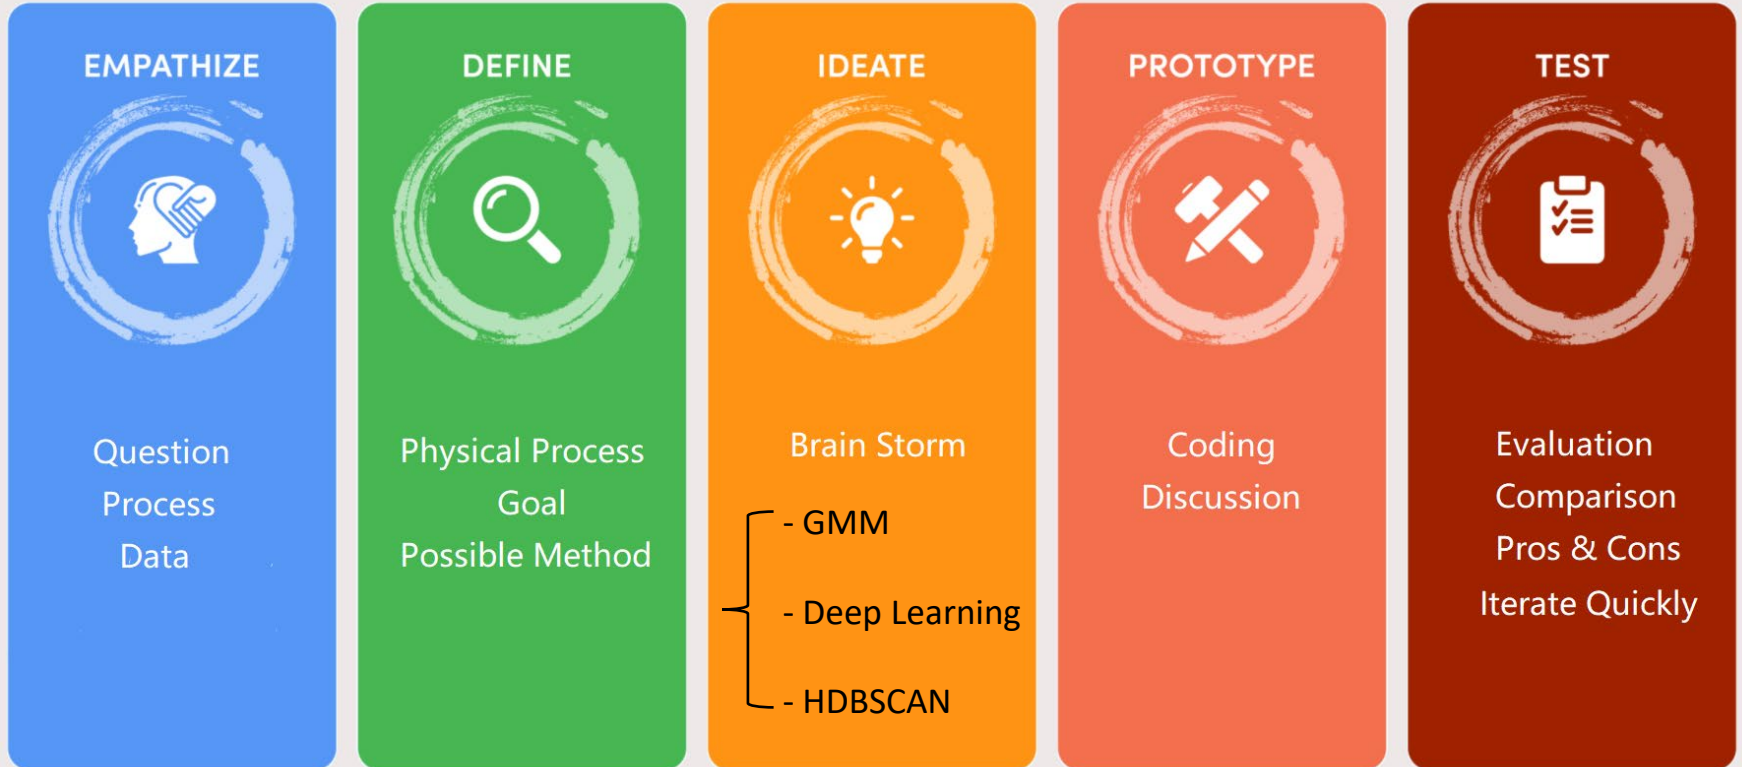 EMPATHIZE
Question
Process
Data
DEFINE
Physical Process
Goal
Possible Method
IDEATE
Brain Storm
- GMM
- Deep Learning
- HDBSCAN
PROTOTYPE
Coding
Discussion
TEST
Evaluation
Comparison
Pros & Cons
Iterate Quickly